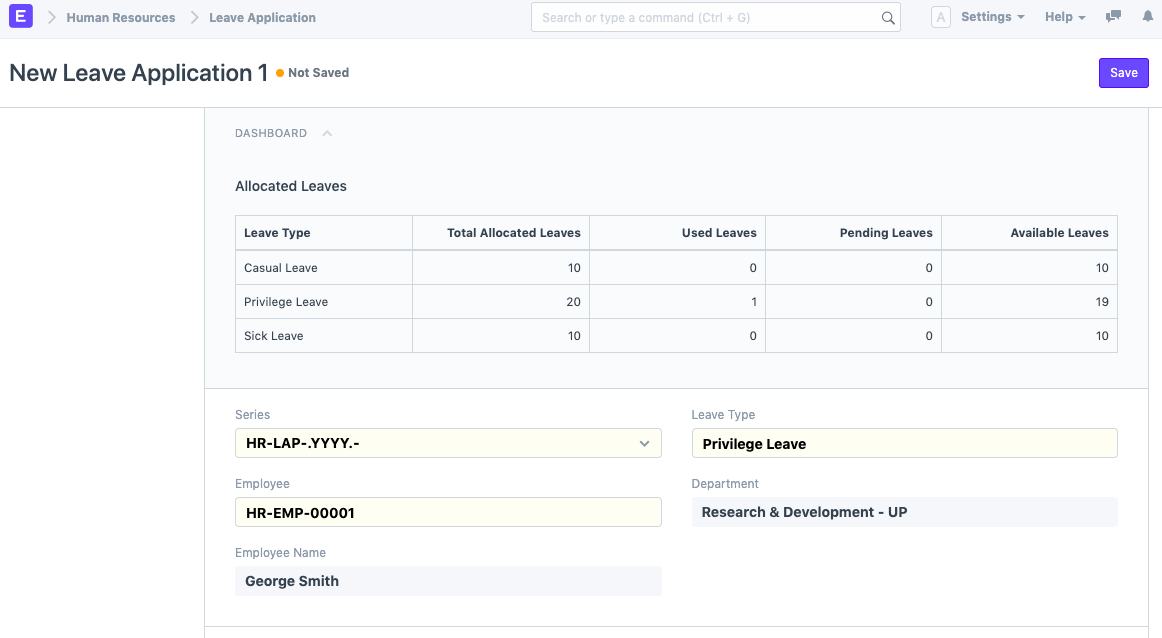 E Human Resources Leave Application Search or type a command (Ctrl + G) A Settings Help
New Leave Application 1 Not Saved Save
DASHBOARD
Allocated Leaves
Leave Type Total Allocated Leaves Used Leaves Pending Leaves Available Leaves
Casual Leave 10 0 0 10
Privilege Leave 20 1 0 19
Sick Leave 10 0 0 10
Series Leave Type
HR-LAP-.YYYY.- Privilege Leave
Employee Department
HR-EMP-00001 Research & Development - UP
Employee Name
George Smith